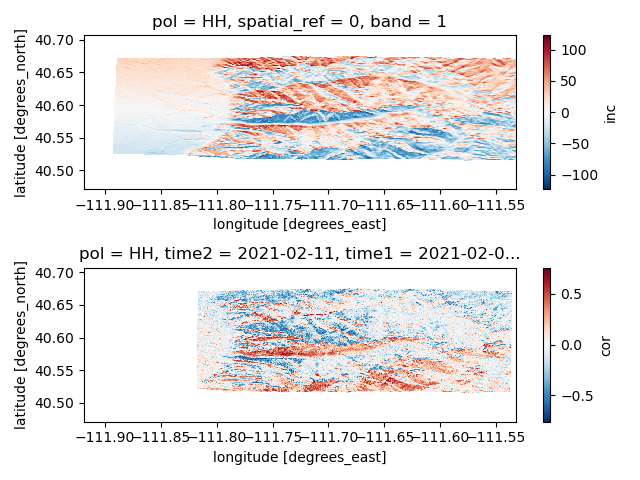 pol = HH, spatial_ref = 0, band = 1
40.70
40.65
40.60
40.55
40.50
latitude [degrees_north]
−111.90 −111.85 −111.80 −111.75 −111.70 −111.65 −111.60 −111.55
longitude [degrees_east]
100
50
0
−50
−100
inc
pol = HH, time2 = 2021-02-11, time1 = 2021-02-0...
40.70
40.65
40.60
40.55
40.50
latitude [degrees_north]
−111.90 −111.85 −111.80 −111.75 −111.70 −111.65 −111.60 −111.55
longitude [degrees_east]
0.5
0.0
−0.5
cor